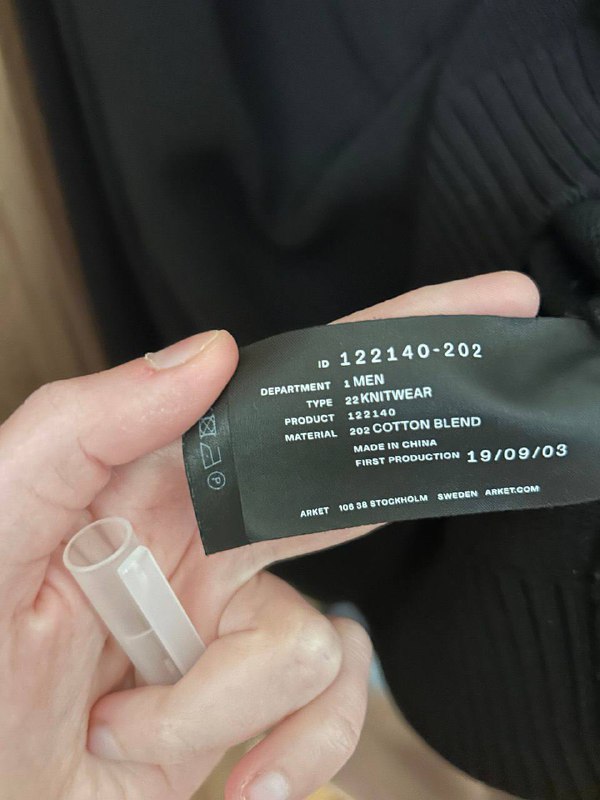 ID 122140-202
DEPARTMENT 1 MEN
TYPE 22 KNITWEAR
PRODUCT 122140
MATERIAL 202 COTTON BLEND
MADE IN CHINA
FIRST PRODUCTION 19/09/03
ARKET 106 38 STOCKHOLM SWEDEN ARKET.COM
P